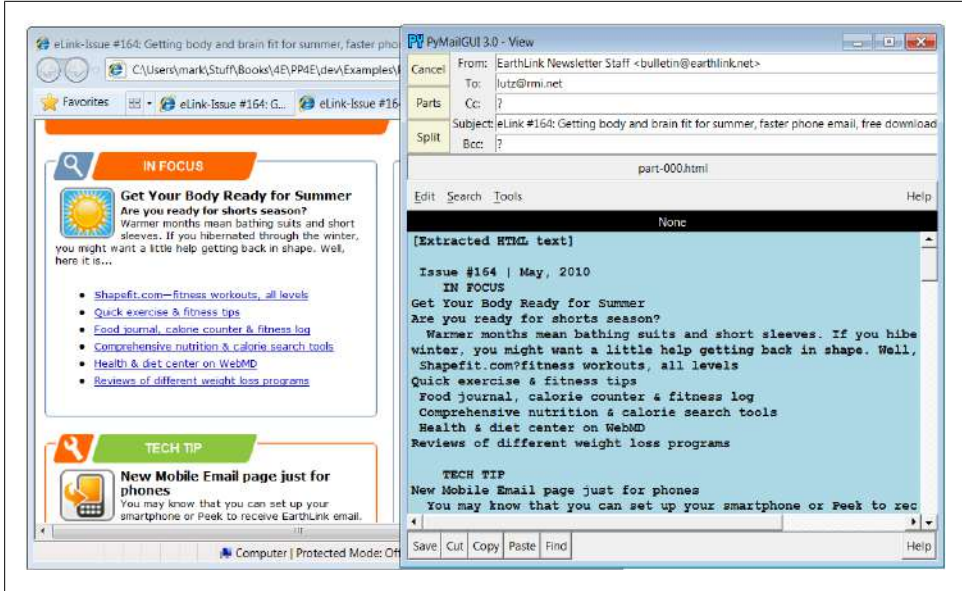 eLink-Issue #164: Getting body and brain fit for summer, faster pho
C:\Users\mark\Stuff\Books\4E\PP4E\dev\Examples\
Favorites
eLink-Issue #164: G...
eLink-Issue #16
IN FOCUS
Get Your Body Ready for Summer
Are you ready for shorts season?
Warmer months mean bathing suits and short
sleeves. If you hibernated through the winter,
you might want a little help getting back in shape. Well,
here it is...
Shapefit.com—fitness workouts, all levels
Quick exercise & fitness tips
Food journal, calorie counter & fitness log
Comprehensive nutrition & calorie search tools
Health & diet center on WebMD
Reviews of different weight loss programs
TECH TIP
New Mobile Email page just for
phones
You may know that you can set up your
smartphone or Peek to receive EarthLink email.
Computer | Protected Mode: Off
PY PyMailGUI 3.0 - View
Cancel
Parts
Split
From: EarthLink Newsletter Staff <bulletin@earthlink.net>
To: lutz@rmi.net
Cc: ?
Subject: eLink #164: Getting body and brain fit for summer, faster phone email, free download
Bcc: ?
part-000.html
Edit Search Tools Help
None
[Extracted HTML text]
Issue #164 | May, 2010
IN FOCUS
Get Your Body Ready for Summer
Are you ready for shorts season?
Warmer months mean bathing suits and short sleeves. If you hibe
winter, you might want a little help getting back in shape. Well,
Shapefit.com?fitness workouts, all levels
Quick exercise & fitness tips
Food journal, calorie counter & fitness log
Comprehensive nutrition & calorie search tools
Health & diet center on WebMD
Reviews of different weight loss programs
TECH TIP
New Mobile Email page just for phones
You may know that you can set up your smartphone or Peek to rec
Save Cut Copy Paste Find Help